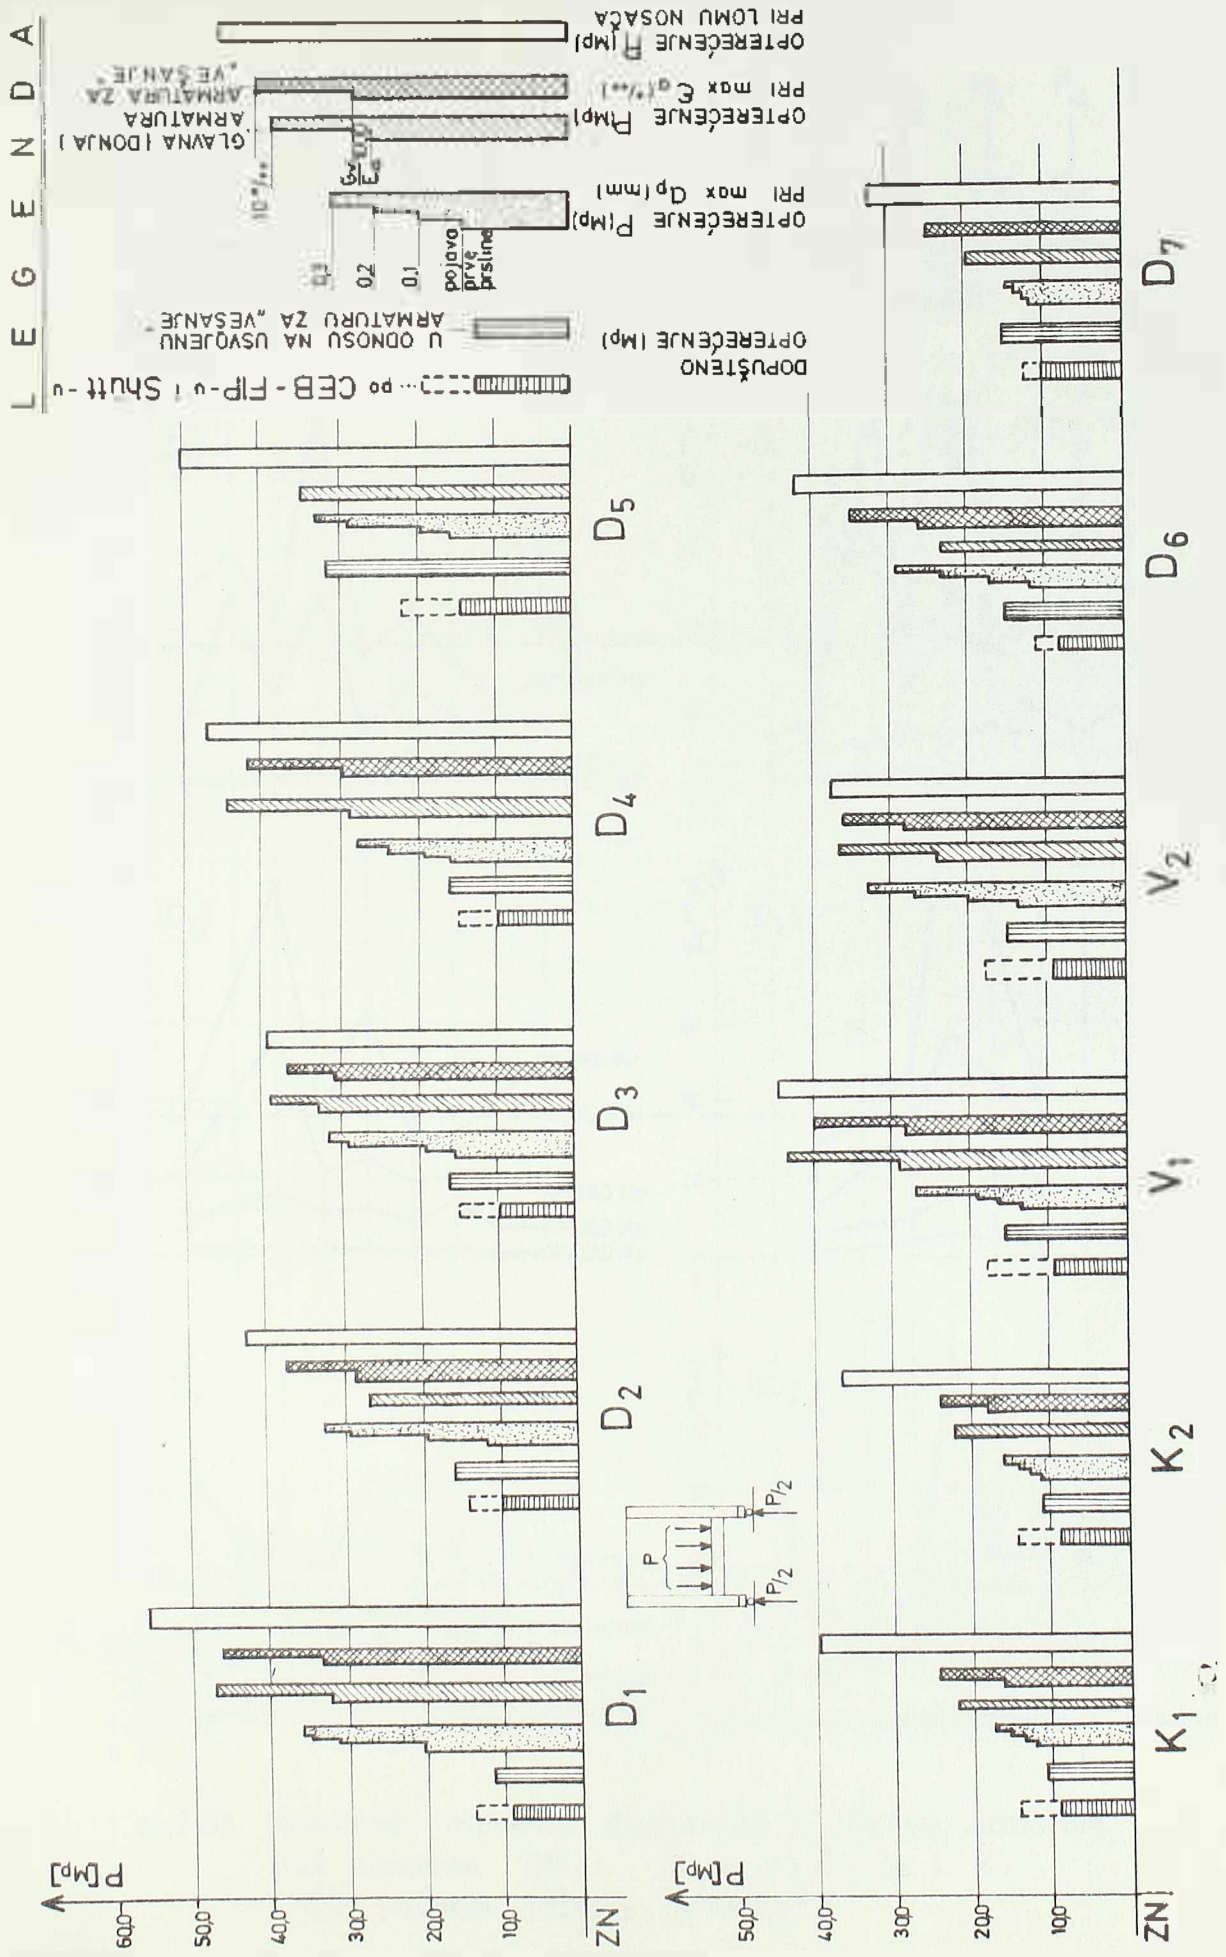 L E G E N D A
DOPUŠTENO
OPTEREĆENJE (Mp)
... po CEB-FIP-u i Shutt-u
U ODNOSU NA USVOJENU
ARMATURU ZA „VEŠANJE"
OPTEREĆENJE P(Mp)
PRI max ap(mm)
pojava
prve
prsline
0.1
0.2
0.3
OPTEREĆENJE P(Mp)
PRI max Ɛa(°/∞)
10°/∞
GLAVNA (DONJA)
ARMATURA
ARMATURA ZA
„VEŠANJE"
OPTEREĆENJE P(Mp)
PRI LOMU NOSAČA
P[Mp]
60,0
50,0
40,0
30,0
20,0
10,0
ZN
D1
D2
D3
D4
D5
P
P/2
P/2
P[Mp]
50,0
40,0
30,0
20,0
10,0
ZN
K1
K2
V1
V2
D6
D7